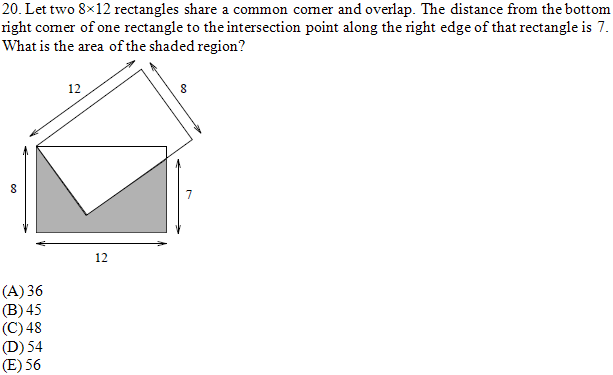 20. Let two 8×12 rectangles share a common corner and overlap. The distance from the bottom
right corner of one rectangle to the intersection point along the right edge of that rectangle is 7.
What is the area of the shaded region?
12
8
8
7
12
(A) 36
(B) 45
(C) 48
(D) 54
(E) 56